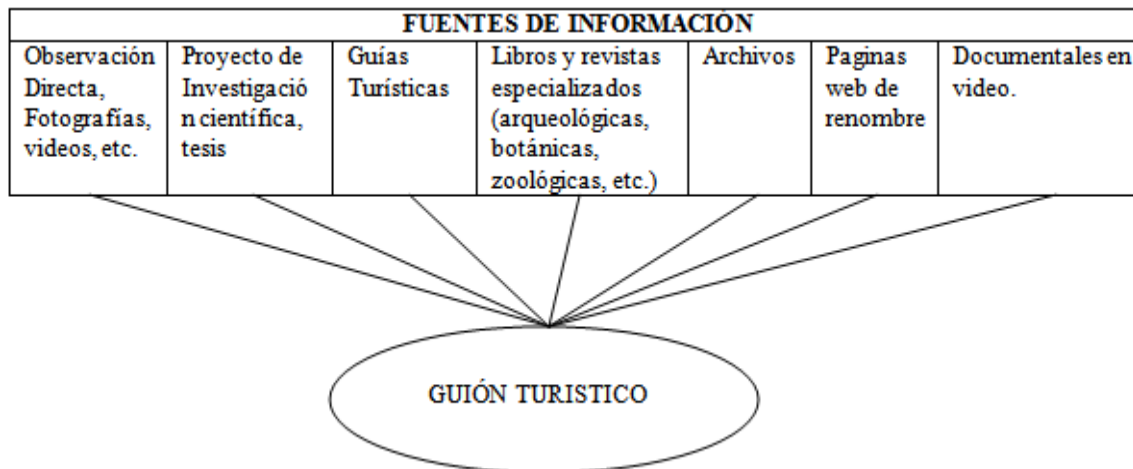 FUENTES DE INFORMACIÓN
Observación
Directa,
Fotografías,
videos, etc.
Proyecto de
Investigació
n científica,
tesis
Guías
Turísticas
Libros y revistas
especializados
(arqueológicas,
botánicas,
zoológicas, etc.)
Archivos
Paginas
web de
renombre
Documentales en
video.
GUIÓN TURISTICO